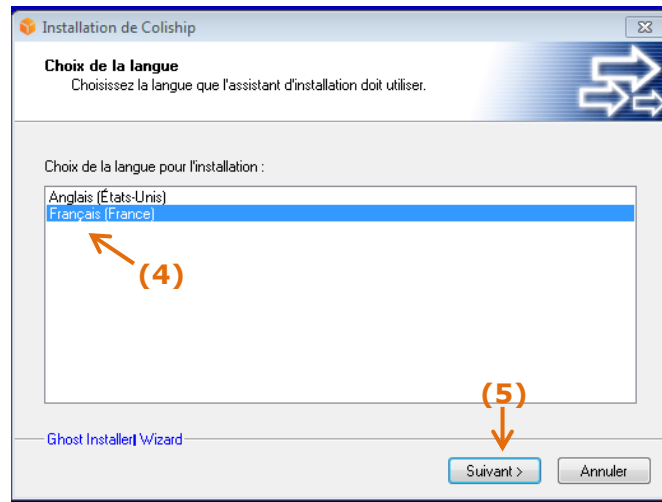 Installation de Coliship
Choix de la langue
Choisissez la langue que l'assistant d'installation doit utiliser.
Choix de la langue pour l'installation :
Anglais (États-Unis)
Français (France)
(4)
(5)
Ghost Installer Wizard
Suivant > Annuler